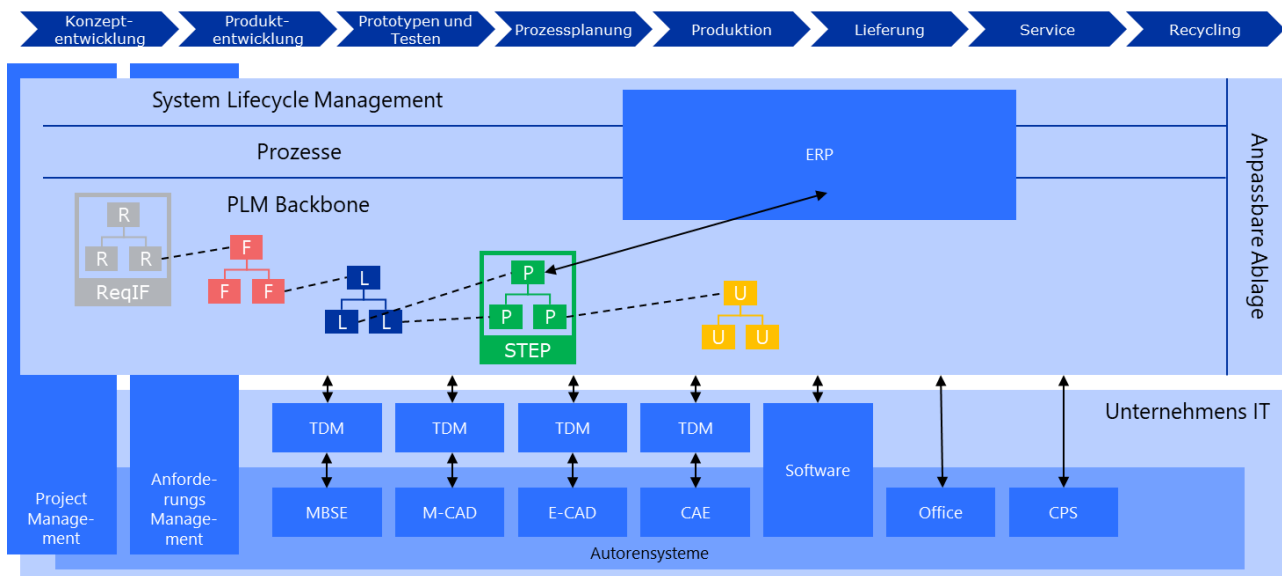 Konzept-
entwicklung
Produkt-
entwicklung
Prototypen und
Testen
Prozessplanung
Produktion
Lieferung
Service
Recycling
System Lifecycle Management
Prozesse
ERP
PLM Backbone
Anpassbare Ablage
R
R R
ReqIF
F
F F
L
L L
P
P P
STEP
U
U U
Unternehmens IT
TDM
TDM
TDM
TDM
Software
Project
Manage-
ment
Anforde-
rungs
Manage-
ment
MBSE
M-CAD
E-CAD
CAE
Office
CPS
Autorensysteme